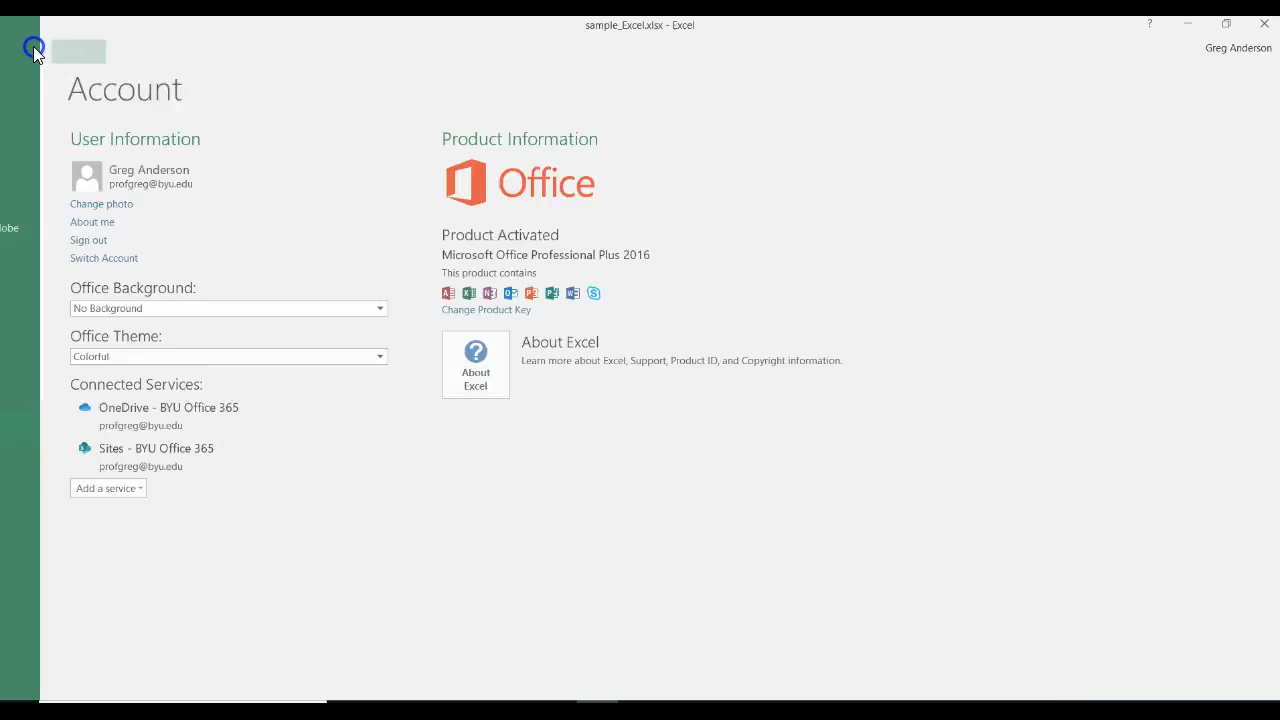 sample_Excel.xlsx - Excel
?
Greg Anderson
Account
User Information
Greg Anderson
profgreg@byu.edu
Change photo
About me
Sign out
Switch Account
Office Background:
No Background
Office Theme:
Colorful
Connected Services:
OneDrive - BYU Office 365
profgreg@byu.edu
Sites - BYU Office 365
profgreg@byu.edu
Add a service
Product Information
Office
Product Activated
Microsoft Office Professional Plus 2016
This product contains
Change Product Key
About Excel
About Excel
Learn more about Excel, Support, Product ID, and Copyright information.